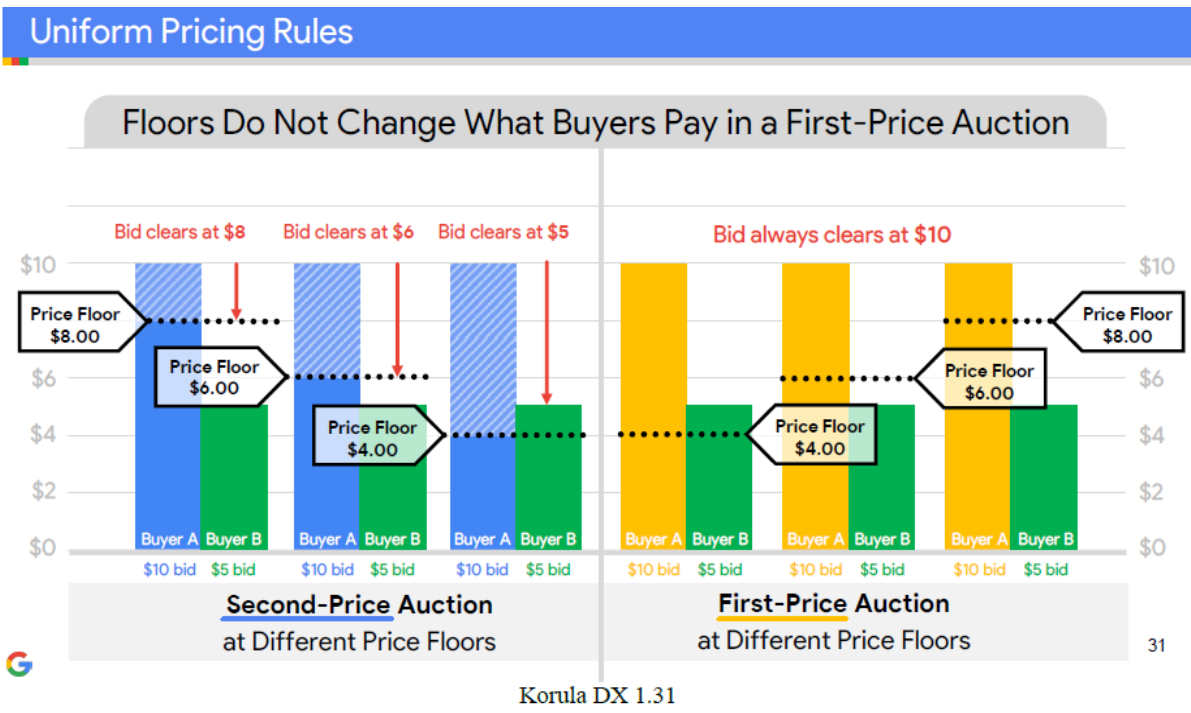 Uniform Pricing Rules
Floors Do Not Change What Buyers Pay in a First-Price Auction
Bid clears at $8
Bid clears at $6
Bid clears at $5
Bid always clears at $10
$10
$6
$4
$2
$0
Price Floor
$8.00
Price Floor
$6.00
Price Floor
$4.00
Price Floor
$4.00
Price Floor
$6.00
Price Floor
$8.00
$10
$6
$4
$2
$0
Buyer A Buyer B
Buyer A Buyer B
Buyer A Buyer B
Buyer A Buyer B
Buyer A Buyer B
Buyer A Buyer B
$10 bid $5 bid
$10 bid $5 bid
$10 bid $5 bid
$10 bid $5 bid
$10 bid $5 bid
$10 bid $5 bid
Second-Price Auction
at Different Price Floors
First-Price Auction
at Different Price Floors
31
G
Korula DX 1.31